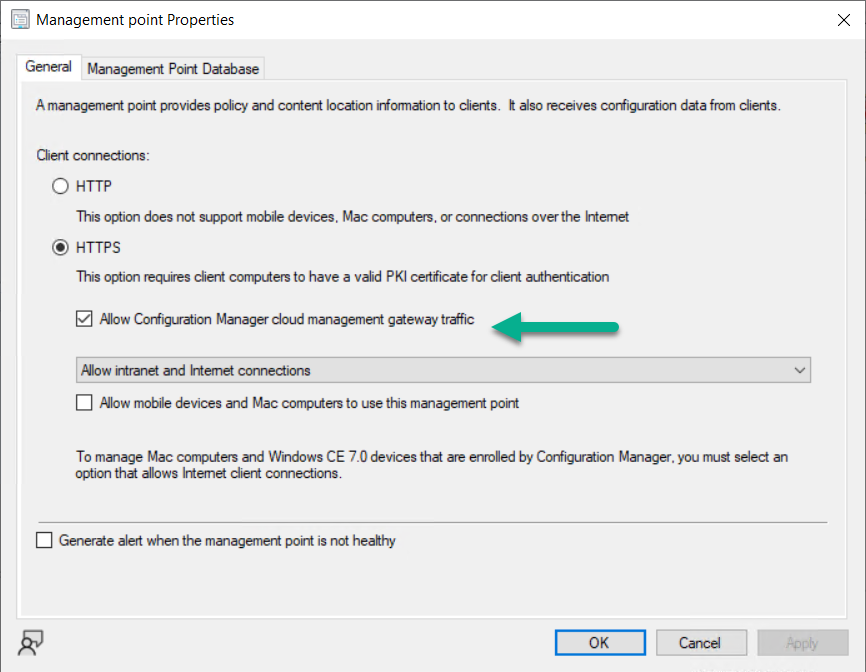 Management point Properties
General
Management Point Database
A management point provides policy and content location information to clients. It also receives configuration data from clients.
Client connections:
HTTP
This option does not support mobile devices, Mac computers, or connections over the Internet
HTTPS
This option requires client computers to have a valid PKI certificate for client authentication
Allow Configuration Manager cloud management gateway traffic
Allow intranet and Internet connections
Allow mobile devices and Mac computers to use this management point
To manage Mac computers and Windows CE 7.0 devices that are enrolled by Configuration Manager, you must select an
option that allows Internet client connections.
Generate alert when the management point is not healthy
OK
Cancel
Apply